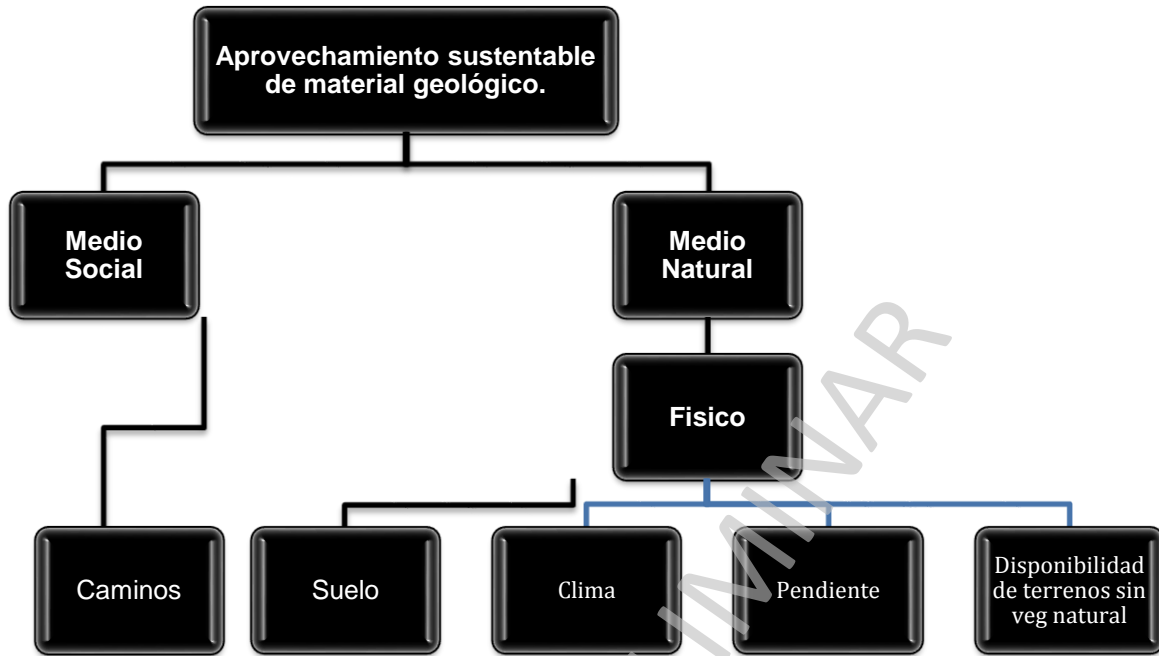 Aprovechamiento sustentable
de material geológico.
Medio
Social
Medio
Natural
Fisico
Caminos
Suelo
Clima
Pendiente
Disponibilidad
de terrenos sin
veg natural
IMINAR